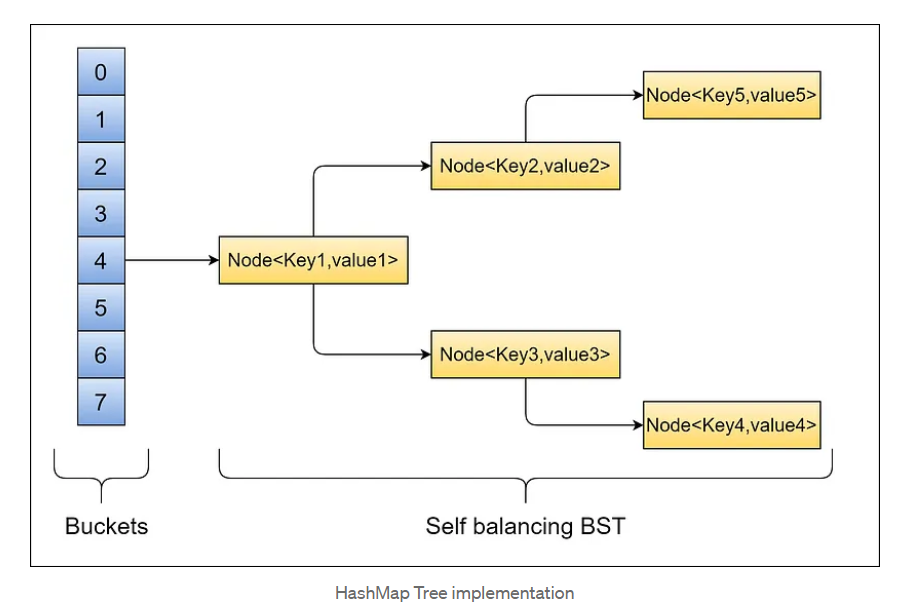 0
1
2
3
4
5
6
7
Node<Key5,value5>
Node<Key2,value2>
Node<Key1,value1>
Node<Key3,value3>
Node<Key4,value4>
Buckets
Self balancing BST
HashMap Tree implementation